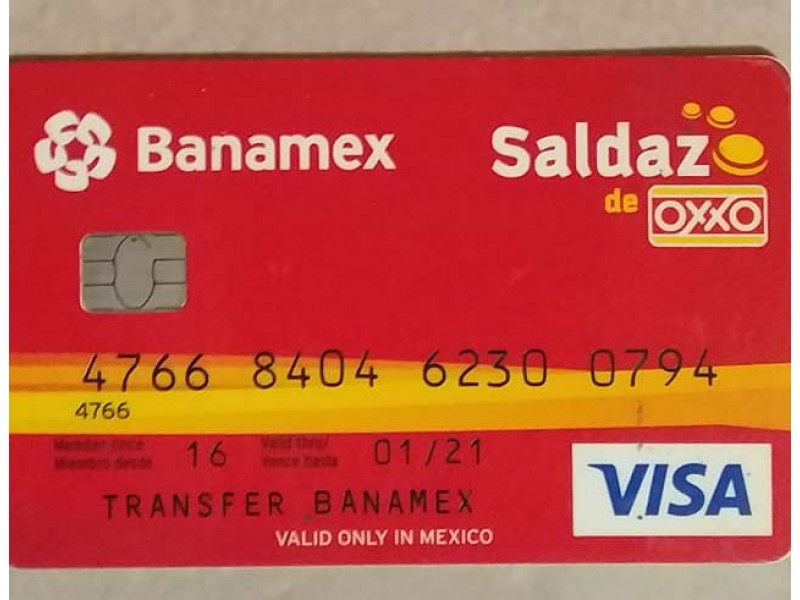 Banamex
Saldazo
de OXXO
4766 8404 6230 0794
4766
Member since 16 Valid thru/ 01/21
Miembro desde Vence hasta
TRANSFER BANAMEX
VISA
VALID ONLY IN MEXICO